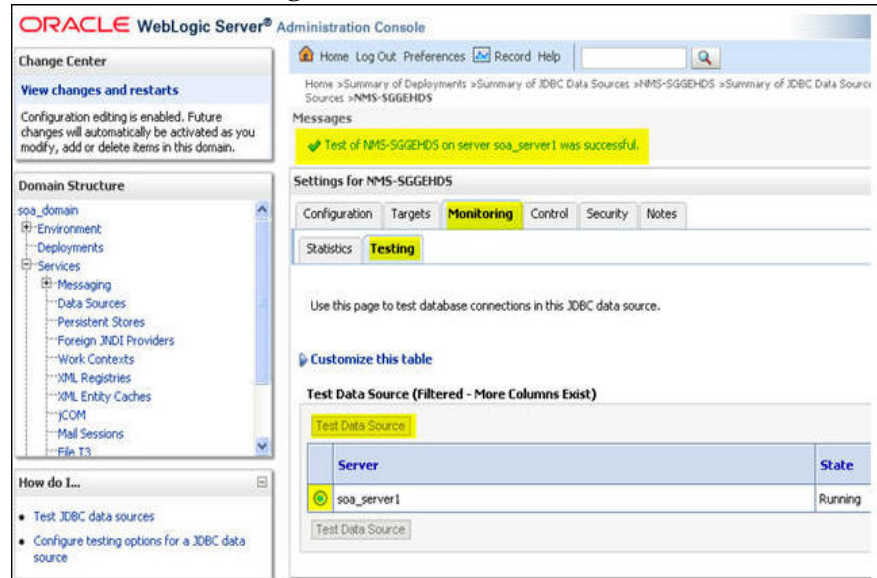 ORACLE WebLogic Server® Administration Console
Change Center
View changes and restarts
Configuration editing is enabled. Future
changes will automatically be activated as you
modify, add or delete items in this domain.
Domain Structure
soa_domain
Environment
Deployments
Services
Messaging
Data Sources
Persistent Stores
Foreign JNDI Providers
Work Contexts
XML Registries
XML Entity Caches
jCOM
Mail Sessions
File T3
How do I...
Test JDBC data sources
Configure testing options for a JDBC data
source
Home Log Out Preferences Record Help
Home >Summary of Deployments >Summary of JDBC Data Sources >NMS-SGGEHDS >Summary of JDBC Data Source
Sources >NMS-SGGEHDS
Messages
Test of NMS-SGGEHDS on server soa_server1 was successful.
Settings for NMS-SGGEHDS
Configuration Targets Monitoring Control Security Notes
Statistics Testing
Use this page to test database connections in this JDBC data source.
Customize this table
Test Data Source (Filtered - More Columns Exist)
Test Data Source
Server State
soa_server1 Running
Test Data Source